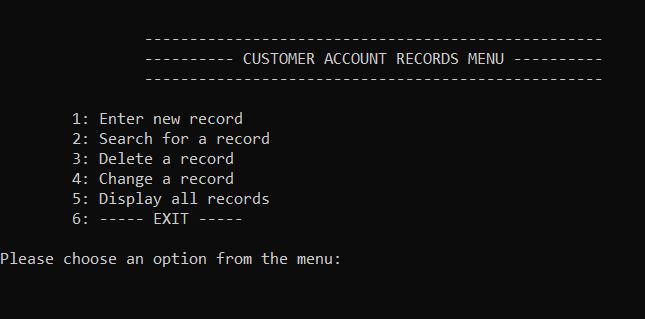 ---------------------------------------------------
---------- CUSTOMER ACCOUNT RECORDS MENU ----------
---------------------------------------------------
1: Enter new record
2: Search for a record
3: Delete a record
4: Change a record
5: Display all records
6: ----- EXIT -----
Please choose an option from the menu: